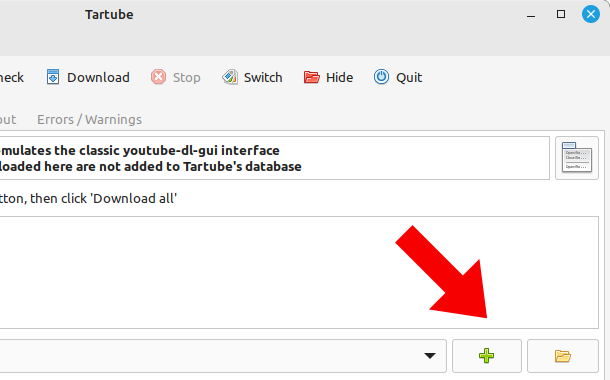 Tartube
heck Download Stop Switch Hide Quit
out Errors / Warnings
emulates the classic youtube-dl-gui interface
loaded here are not added to Tartube's database
tton, then click 'Download all'